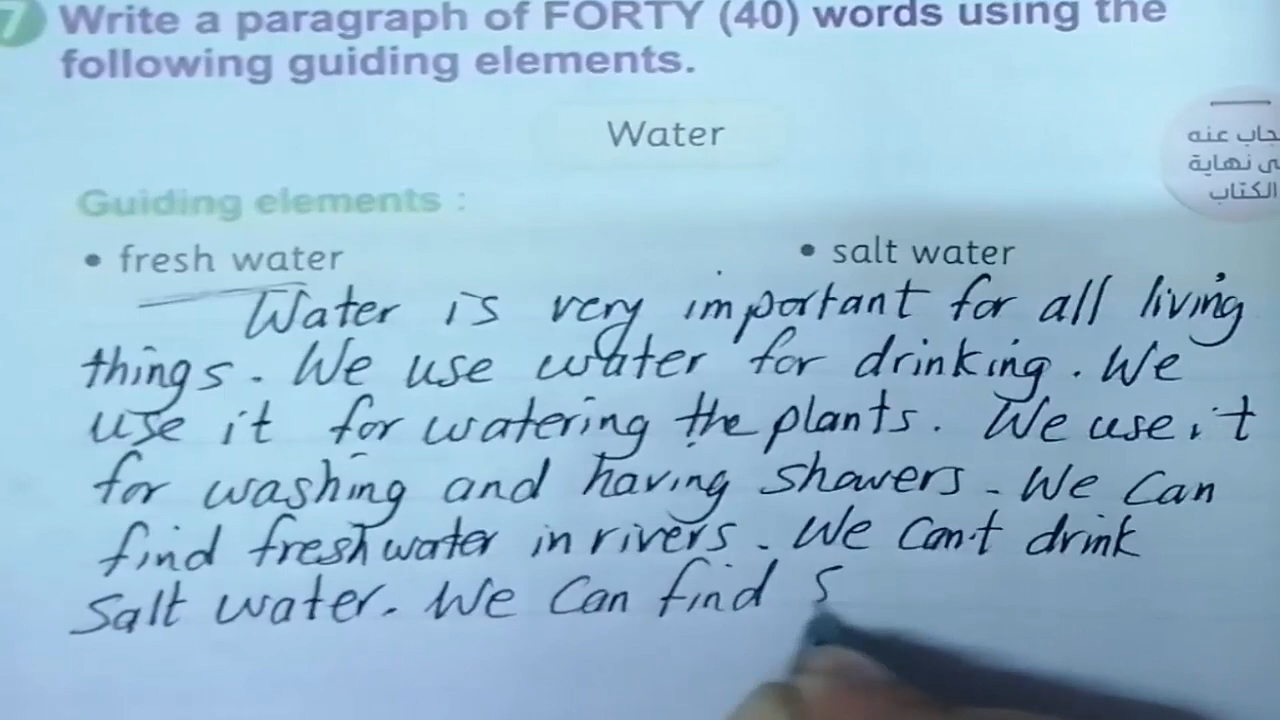 7 Write a paragraph of FORTY (40) words using the
following guiding elements.
Water
جاب عنه
ى نهاية
الكتاب
Guiding elements :
• fresh water
• salt water
Water is very important for all living
things. We use water for drinking. We
use it for watering the plants. We use it
for washing and having showers. We can
find fresh water in rivers. We can't drink
Salt water. We can find S